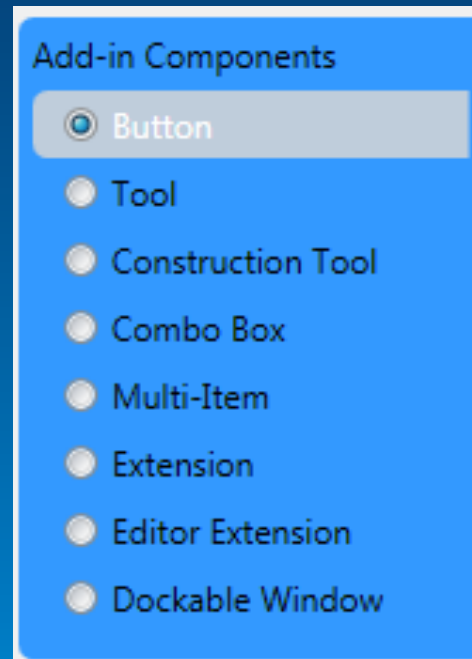 Add-in Components
Button
Tool
Construction Tool
Combo Box
Multi-Item
Extension
Editor Extension
Dockable Window